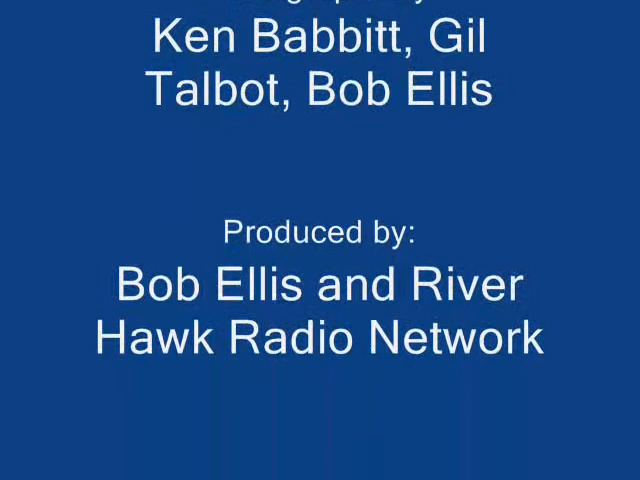 Ken Babbitt, Gil
Talbot, Bob Ellis
Produced by:
Bob Ellis and River
Hawk Radio Network